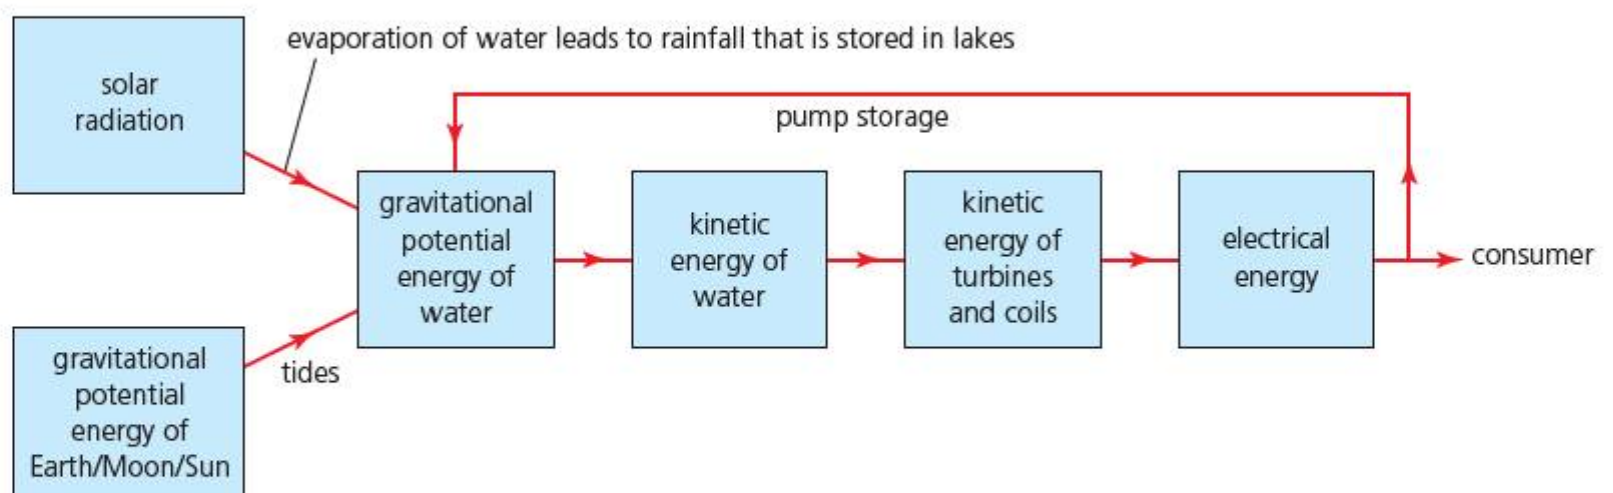 solar
radiation
evaporation of water leads to rainfall that is stored in lakes
pump storage
gravitational
potential
energy of
water
kinetic
energy of
water
kinetic
energy of
turbines
and coils
electrical
energy
consumer
gravitational
potential
energy of
Earth/Moon/Sun
tides